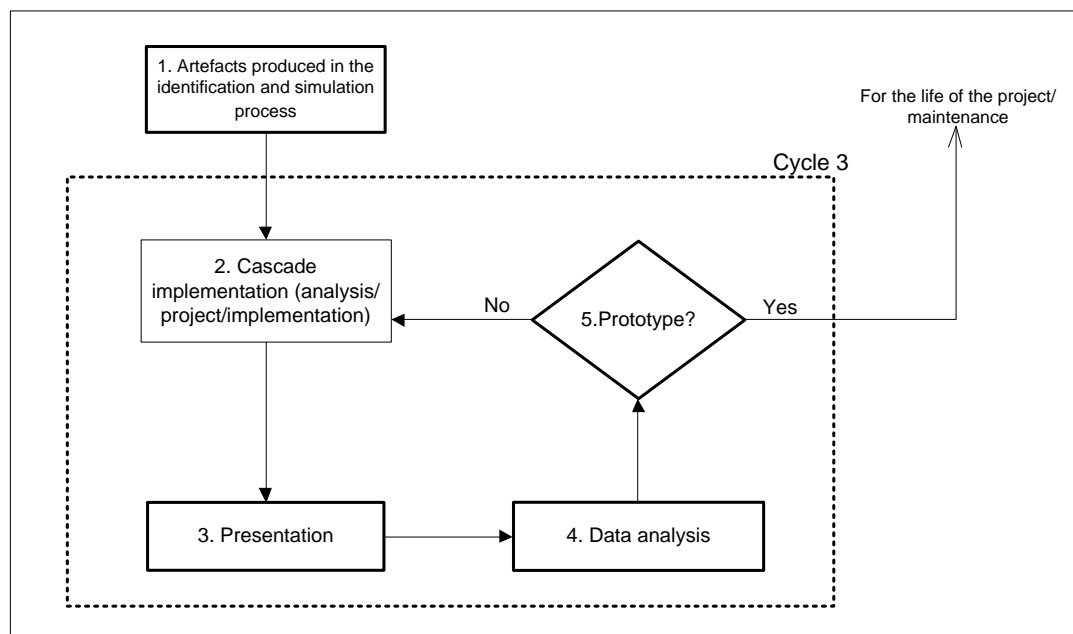 1. Artefacts produced in the
identification and simulation
process
For the life of the project/
maintenance
Cycle 3
2. Cascade
implementation (analysis/
project/implementation)
No
5.Prototype?
Yes
3. Presentation
4. Data analysis